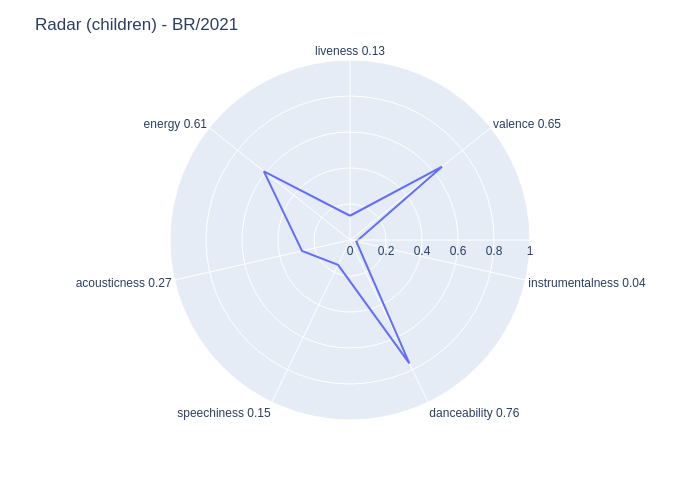 Radar (children) - BR/2021
liveness 0.13
energy 0.61
valence 0.65
0 0.2 0.4 0.6 0.8 1
acousticness 0.27
instrumentalness 0.04
speechiness 0.15
danceability 0.76